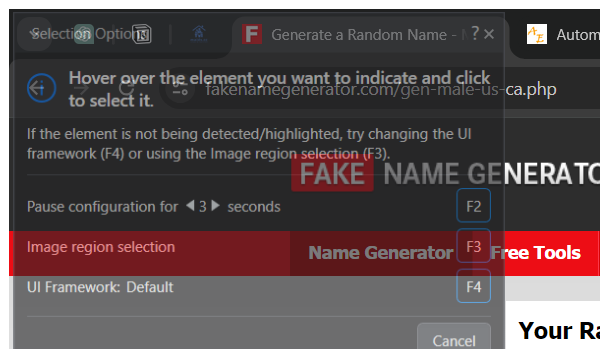 Selection Options
Generate a Random Name - M
? ×
Autom
Hover over the element you want to indicate and click
to select it.
fakenamegenerator.com/gen-male-us-ca.php
If the element is not being detected/highlighted, try changing the UI
framework (F4) or using the Image region selection (F3).
FAKE NAME GENERATO
Pause configuration for 3 seconds F2
Image region selection F3
Name Generator Free Tools
UI Framework: Default F4
Cancel
Your Ra